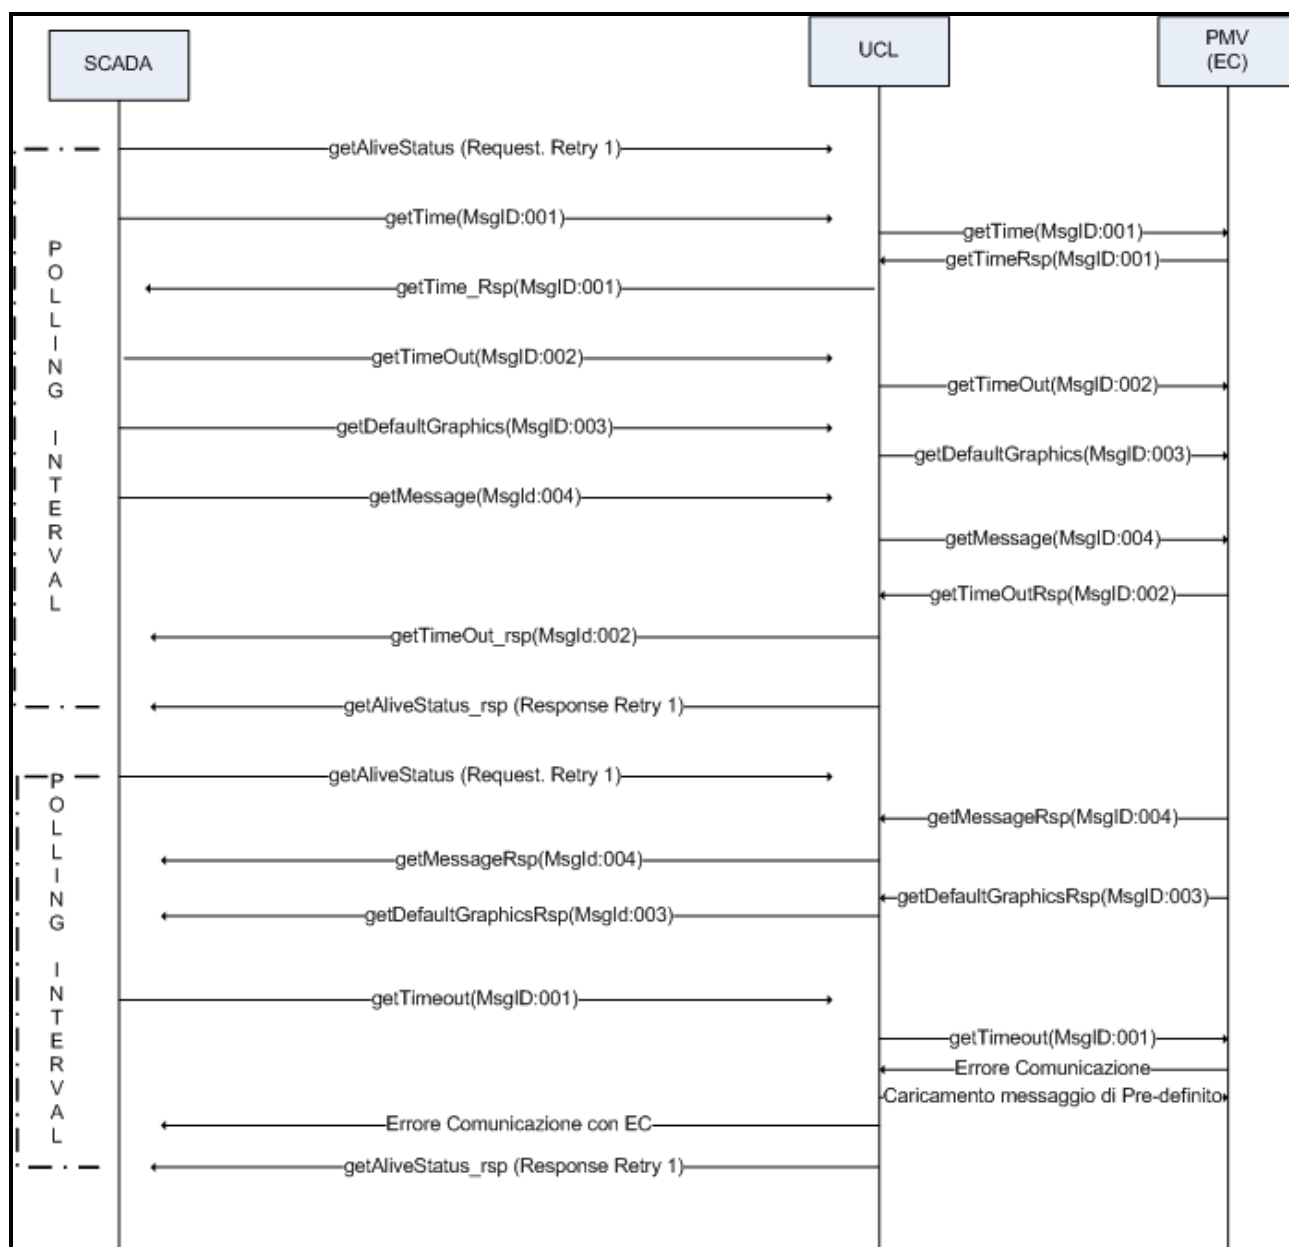 SCADA
UCL
PMV
(EC)
getAliveStatus (Request. Retry 1)
getTime(MsgID:001)
getTime(MsgID:001)
getTimeRsp(MsgID:001)
getTime_Rsp(MsgID:001)
getTimeOut(MsgID:002)
getTimeOut(MsgID:002)
getDefaultGraphics(MsgID:003)
getDefaultGraphics(MsgID:003)
getMessage(MsgId:004)
getMessage(MsgID:004)
getTimeOutRsp(MsgID:002)
getTimeOut_rsp(MsgId:002)
getAliveStatus_rsp (Response Retry 1)
POLLING INTERVAL
getAliveStatus (Request. Retry 1)
getMessageRsp(MsgID:004)
getMessageRsp(MsgId:004)
getDefaultGraphicsRsp(MsgID:003)
getDefaultGraphicsRsp(MsgId:003)
getTimeout(MsgID:001)
getTimeout(MsgID:001)
Errore Comunicazione
Caricamento messaggio di Pre-definito
Errore Comunicazione con EC
getAliveStatus_rsp (Response Retry 1)
POLLING INTERVAL